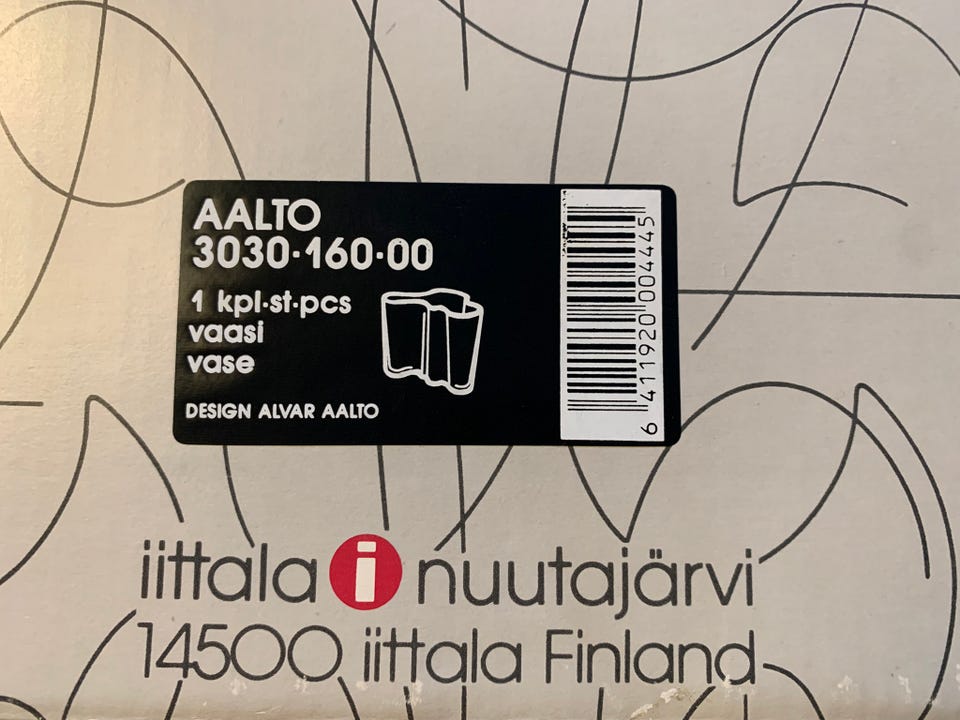 AALTO
3030·160·00
1 kpl·st·pcs
vaasi
vase
DESIGN ALVAR AALTO
6 411920 004445
iittala i nuutajärvi
14500 iittala Finland